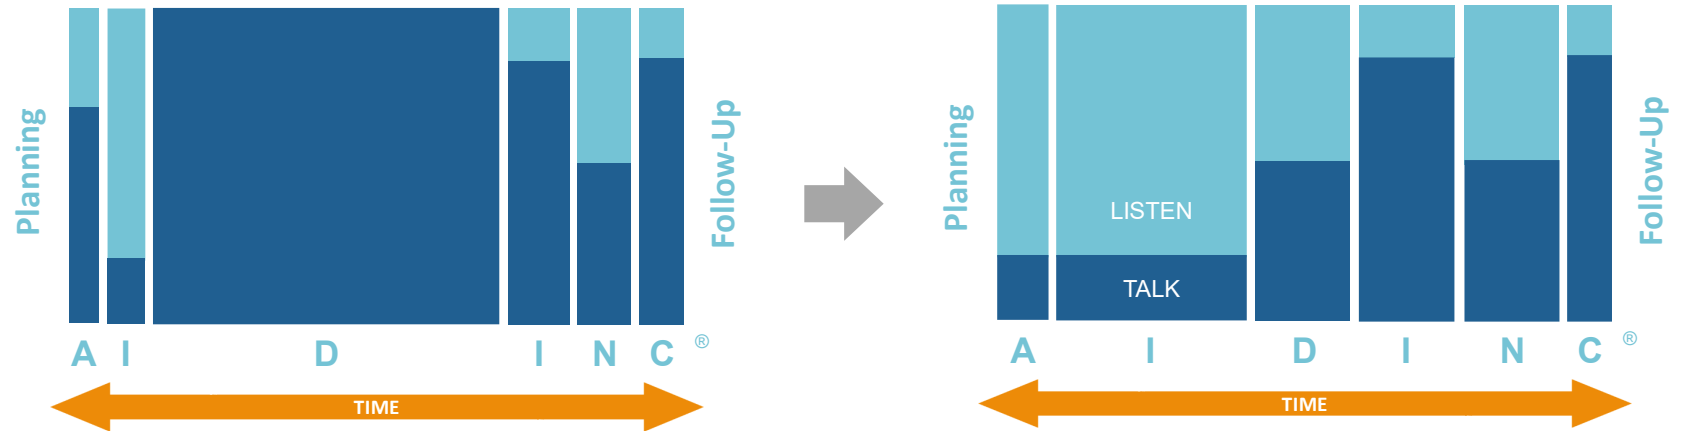 Planning
A I D I N C ®
Follow-Up
TIME
Planning
LISTEN
TALK
A I D I N C ®
Follow-Up
TIME